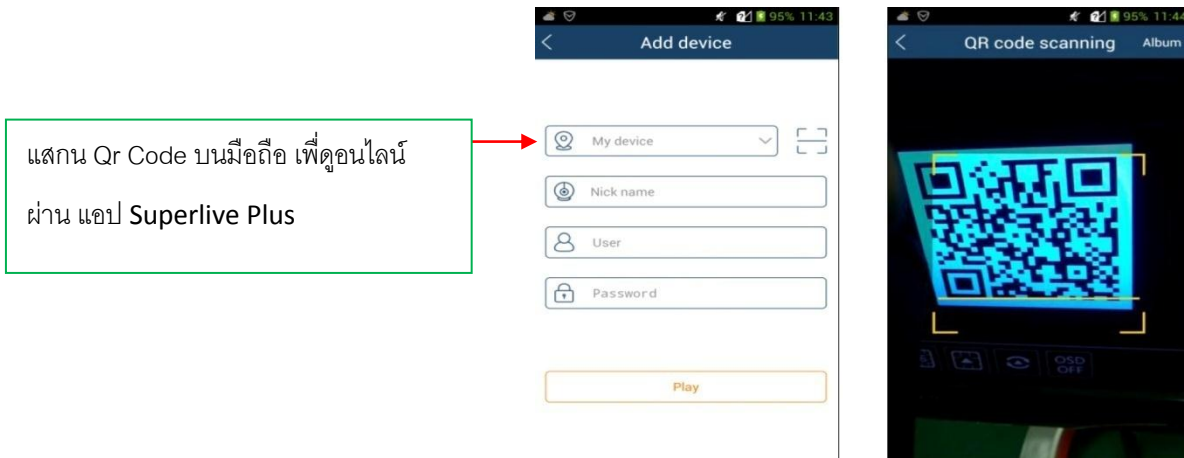 แสกน Qr Code บนมือถือ เพื่ดูอนไลน์
ผ่าน แอป Superlive Plus
95% 11:43
Add device
My device
Nick name
User
Password
Play
95% 11:44
QR code scanning Album
OSD
OFF